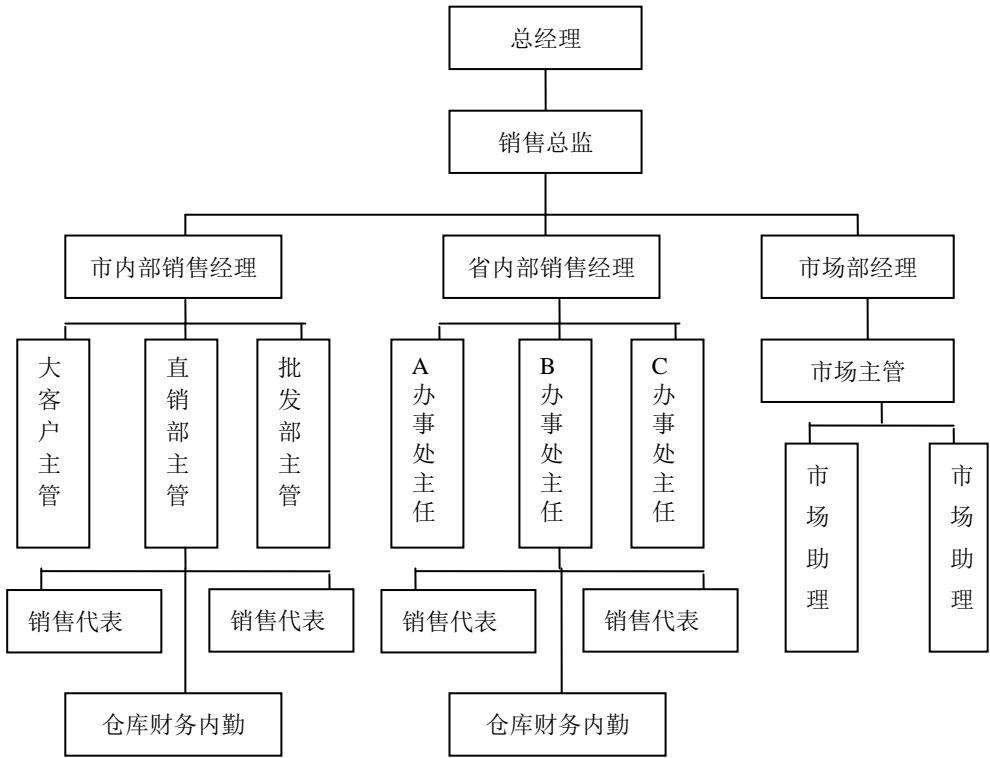 总经理
销售总监
市内部销售经理
省内部销售经理
市场部经理
大客户主管
直销部主管
批发部主管
A办事处主任
B办事处主任
C办事处主任
市场主管
市场助理
市场助理
销售代表
销售代表
销售代表
销售代表
仓库财务内勤
仓库财务内勤